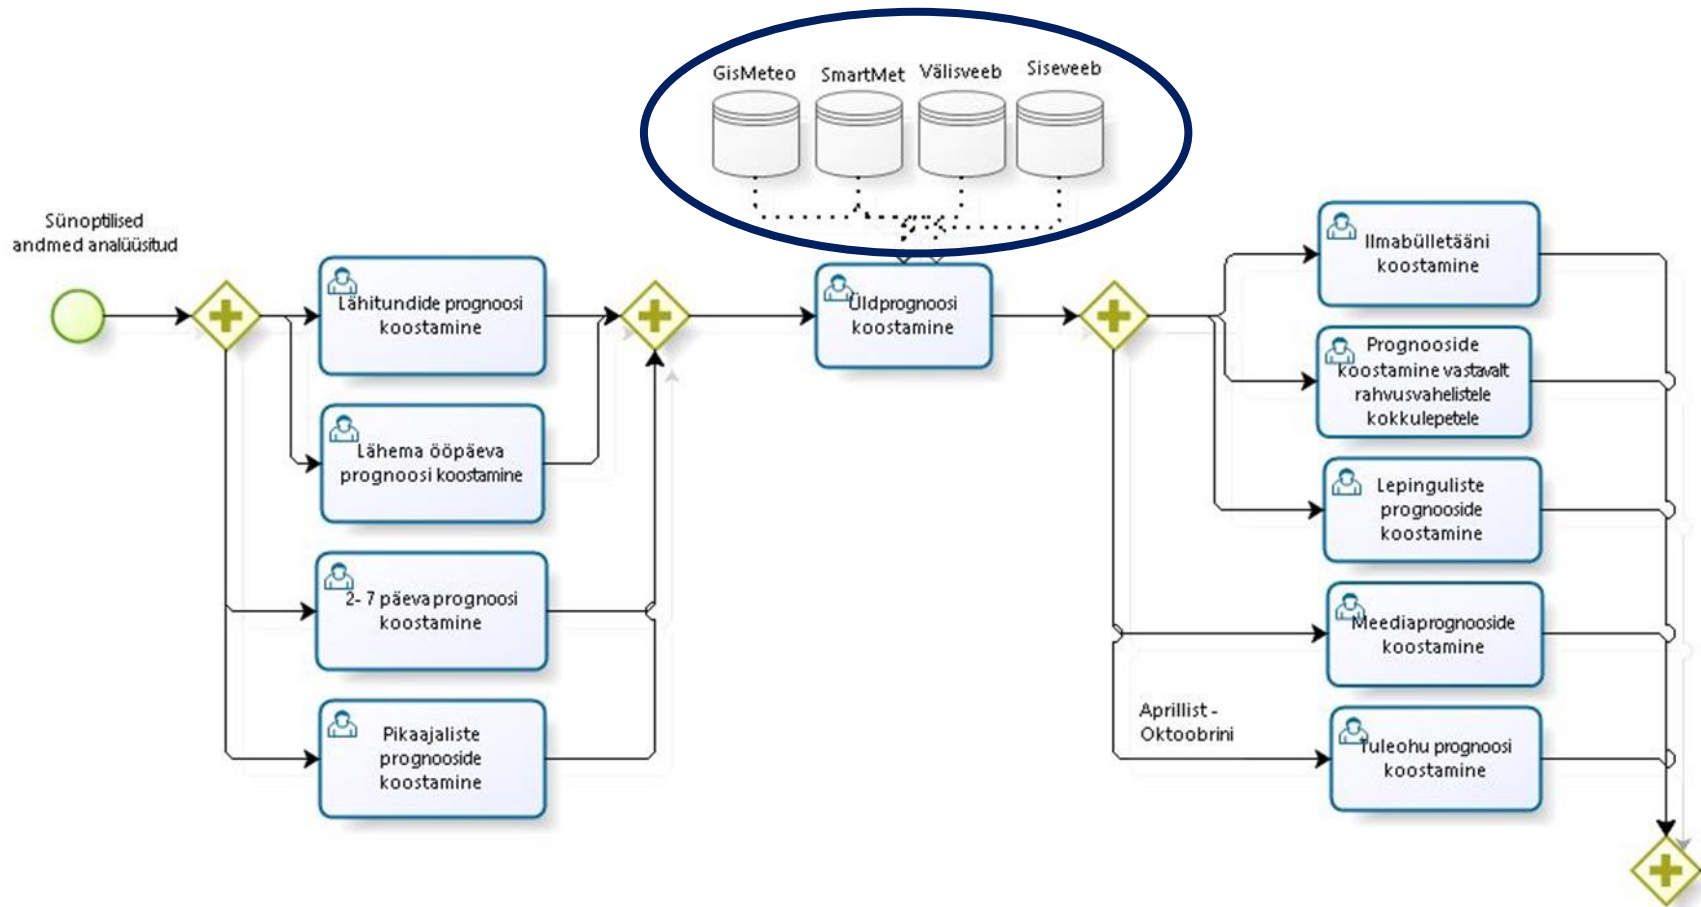 GisMeteo
SmartMet
Välisveeb
Siseveeb
Sünoptilised
andmed analüüsitud
Lähitundide prognoosi
koostamine
Lähema ööpäeva
prognoosi koostamine
2- 7 päeva prognoosi
koostamine
Pikaajaliste
prognooside
koostamine
Üldprognoosi
koostamine
Ilmabülletääni
koostamine
Prognooside
koostamine vastavalt
rahvusvahelistele
kokkulepetele
Lepinguliste
prognooside
koostamine
Meediaprognooside
koostamine
Aprillist -
Oktoobrini
Tuleohu prognoosi
koostamine